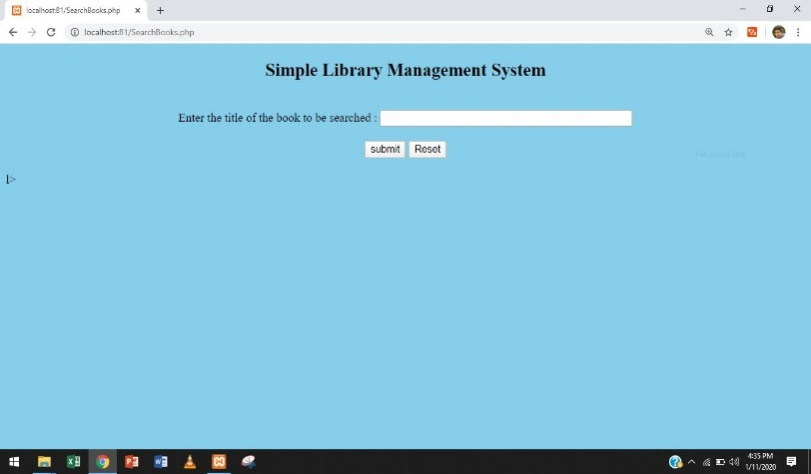 localhost:81/SearchBooks.php
localhost:81/SearchBooks.php
Simple Library Management System
Enter the title of the book to be searched :
submit Reset
4:35 PM
1/11/2020